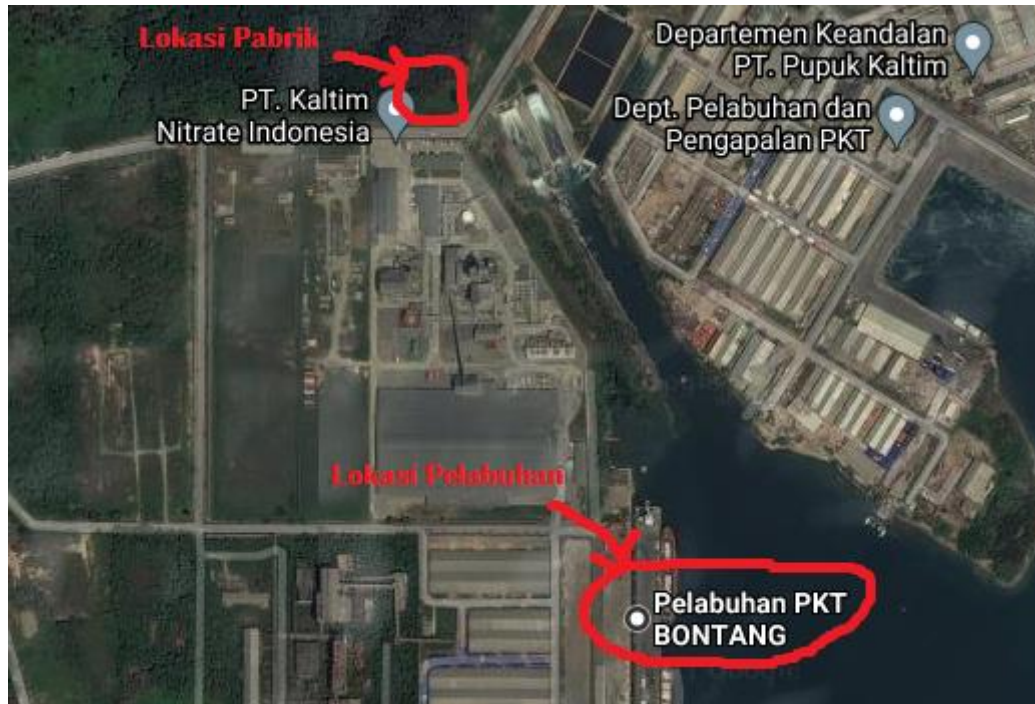 Lokasi Pabrik
PT. Kaltim
Nitrate Indonesia
Departemen Keandalan
PT. Pupuk Kaltim
Dept. Pelabuhan dan
Pengapalan PKT
Lokasi Pelabuhan
Pelabuhan PKT
BONTANG